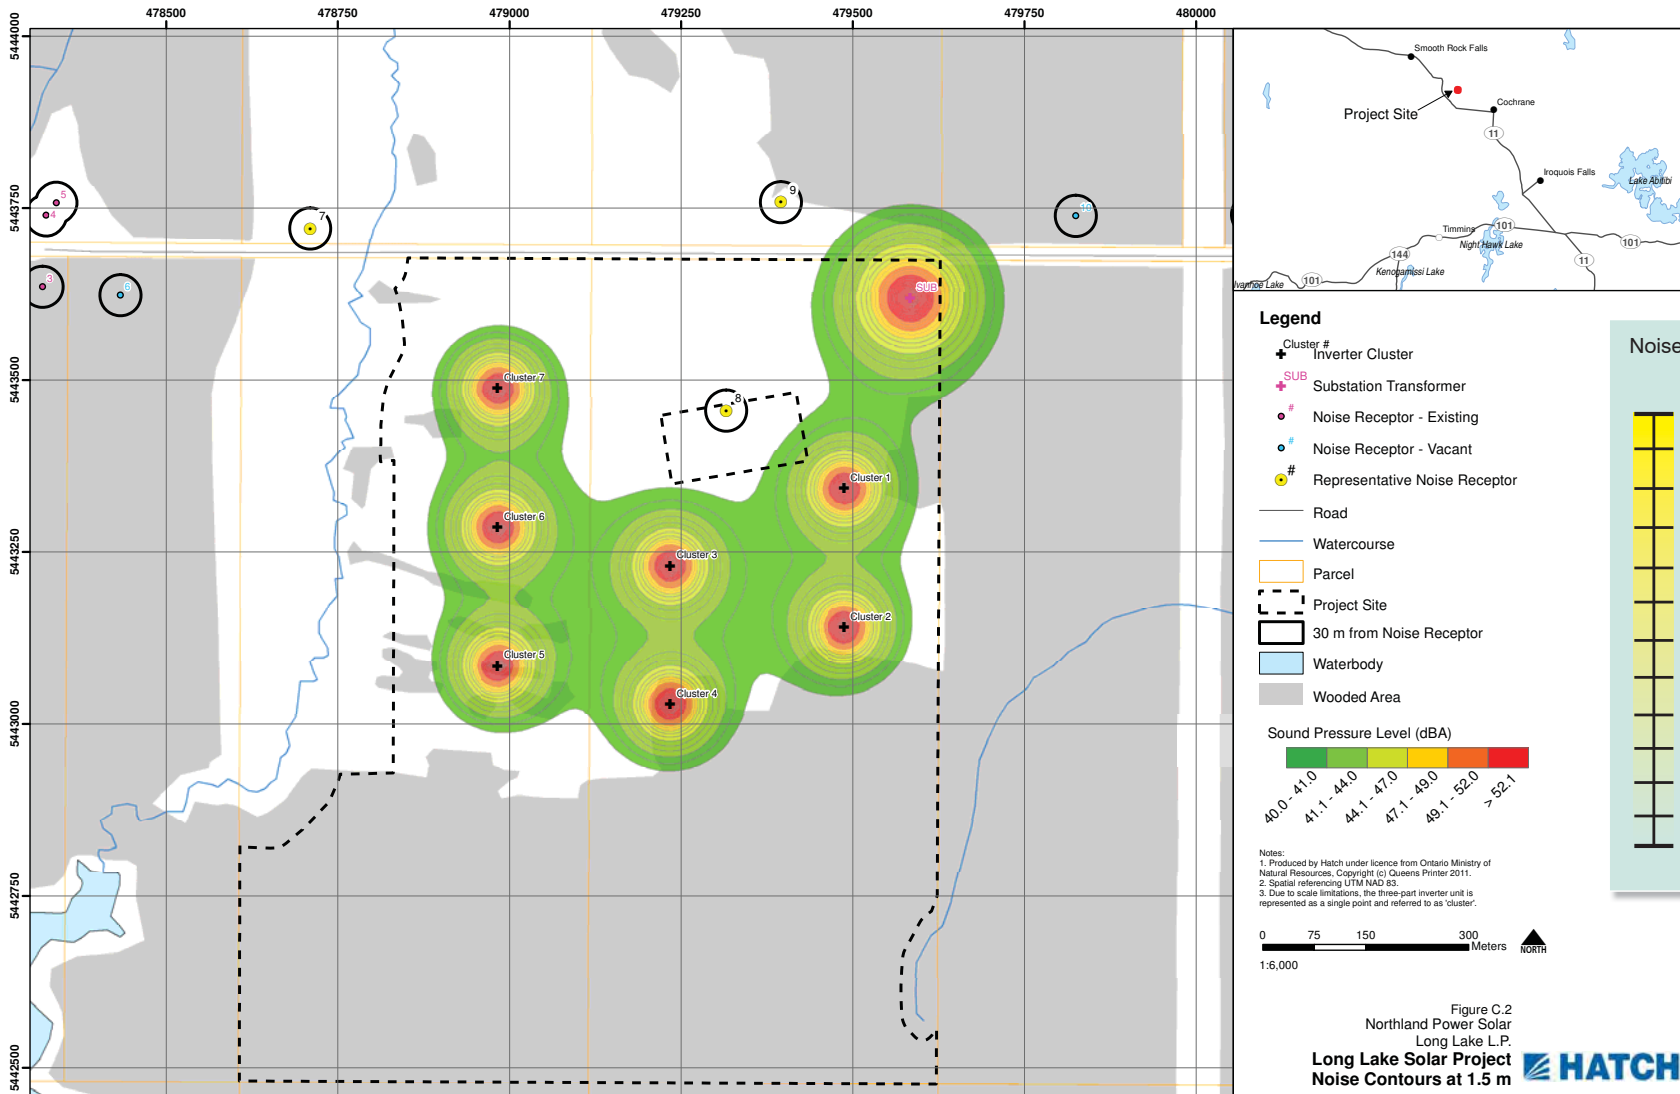 478500 478750 479000 479250 479500 479750 480000
5444000
5443750
5443500
5443250
5443000
5442750
5442500
5
4
3
6
7
9
10
8
SUB
Cluster 7
Cluster 6
Cluster 5
Cluster 3
Cluster 4
Cluster 1
Cluster 2
Smooth Rock Falls
Project Site
Cochrane
11
Iroquois Falls
Lake Abitibi
Timmins
101
Night Hawk Lake
101
144
Kenogamissi Lake
11
Ivanhoe Lake
101
Legend
Cluster #
Inverter Cluster
SUB
Substation Transformer
#
Noise Receptor - Existing
#
Noise Receptor - Vacant
#
Representative Noise Receptor
Road
Watercourse
Parcel
Project Site
30 m from Noise Receptor
Waterbody
Wooded Area
Sound Pressure Level (dBA)
40.0 - 41.0
41.1 - 44.0
44.1 - 47.0
47.1 - 49.0
49.1 - 52.0
> 52.1
Notes:
1. Produced by Hatch under licence from Ontario Ministry of
Natural Resources, Copyright (c) Queens Printer 2011.
2. Spatial referencing UTM NAD 83.
3. Due to scale limitations, the three-part inverter unit is
represented as a single point and referred to as 'cluster'.
0 75 150 300
Meters
NORTH
1:6,000
Figure C.2
Northland Power Solar
Long Lake L.P.
Long Lake Solar Project
Noise Contours at 1.5 m
HATCH
Noise